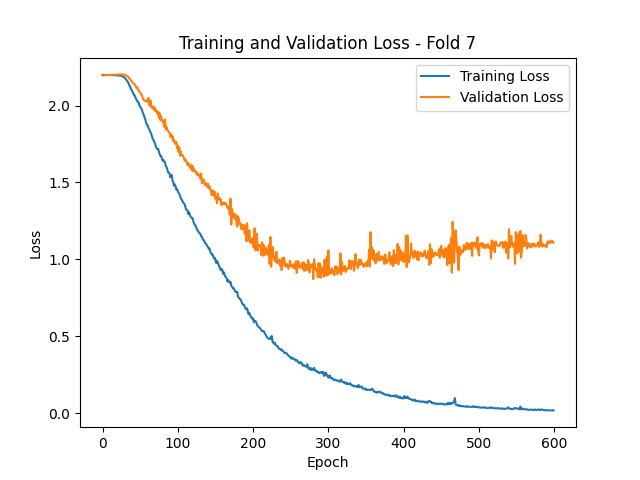 Training and Validation Loss - Fold 7
Training Loss
Validation Loss
Loss
2.0
1.5
1.0
0.5
0.0
0 100 200 300 400 500 600
Epoch